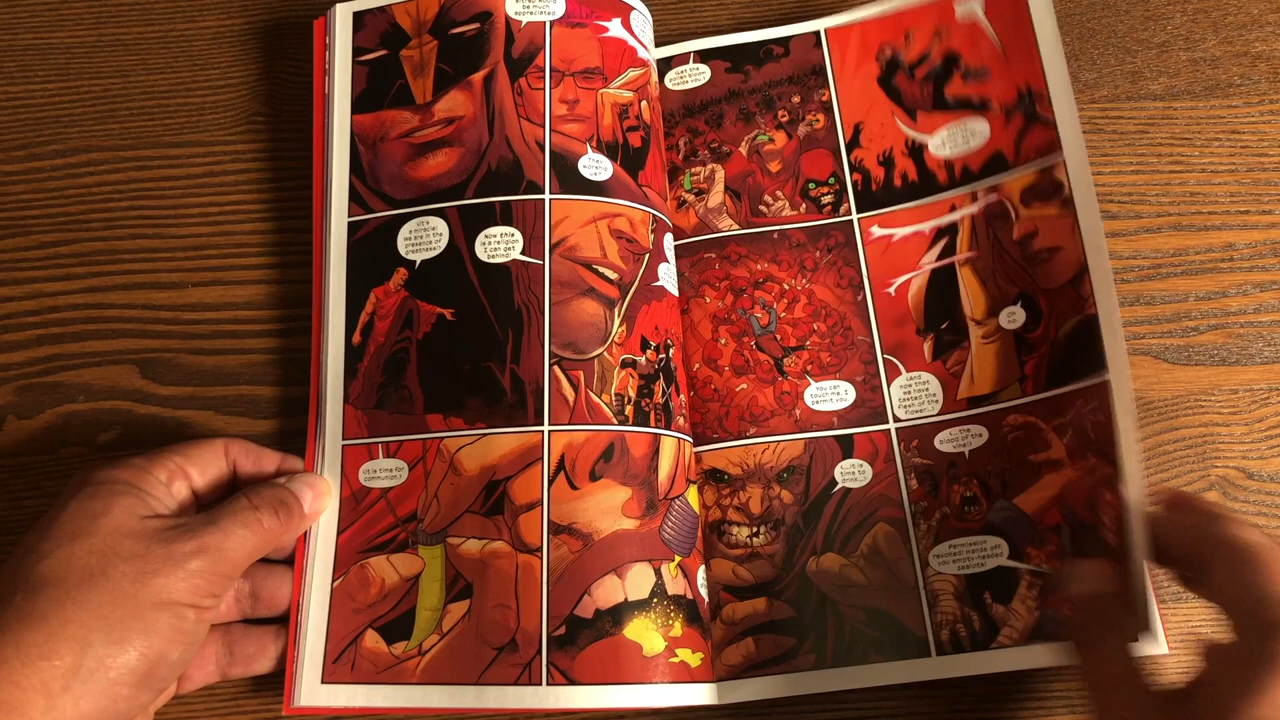 sitrep would
be much
appreciated.
They
worship
us?
(It's
a miracle!
We are in the
presence of
greatness!)
Now this
is a religion
I can get
behind!
(It is time for
communion.)
(Let the
pollen bloom
inside you.)
You can
touch me. I
permit you.
Oh
no.
(And
now that
we have
tasted the
flesh of the
flower...)
(...it is
time to
drink...)
(...the
blood of the
vine!)
Permission
revoked! Hands off,
you empty-headed
zealots!